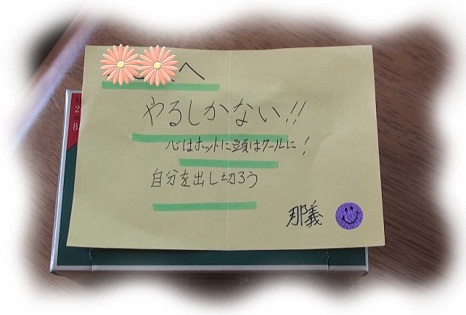 へ
やるしかない!!
心はホットに頭はクールに!
自分を出し切ろう
那義